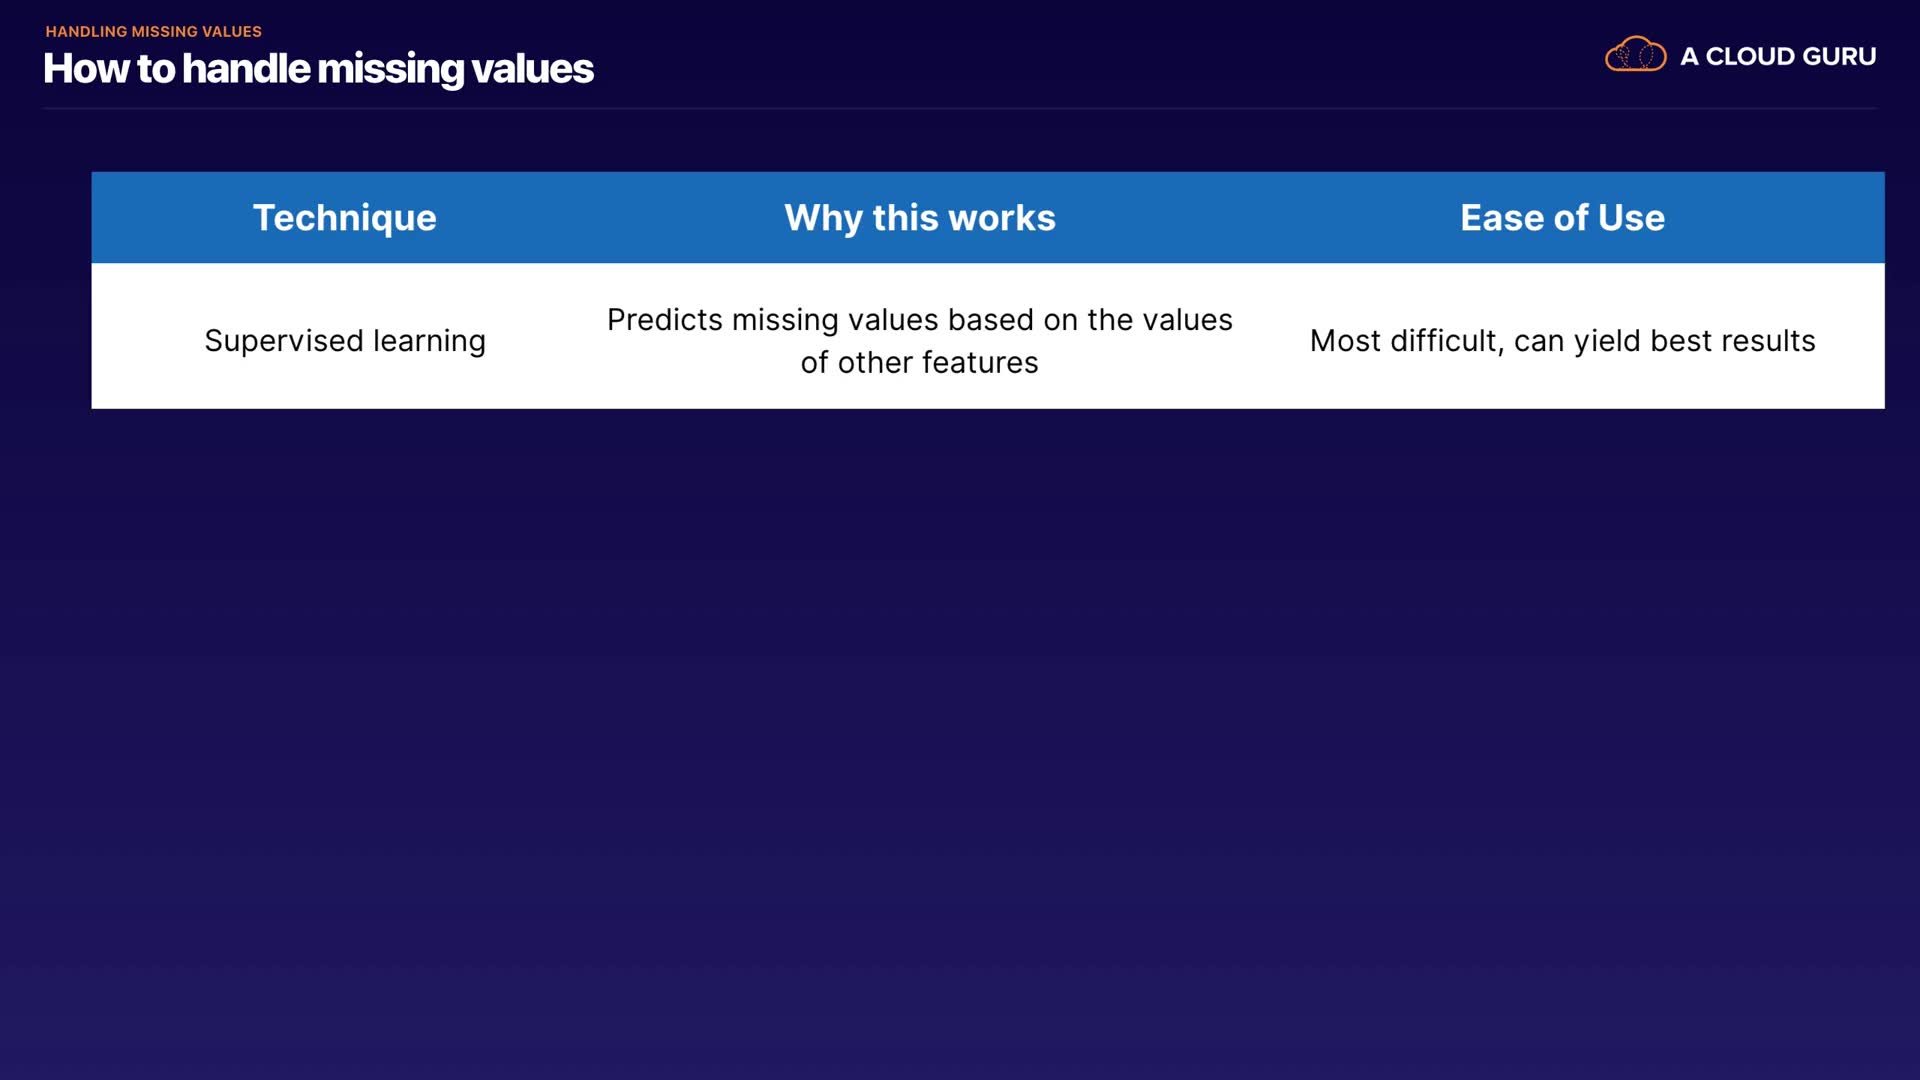 HANDLING MISSING VALUES
How to handle missing values
A CLOUD GURU
Technique
Why this works
Ease of Use
Supervised learning
Predicts missing values based on the values
of other features
Most difficult, can yield best results